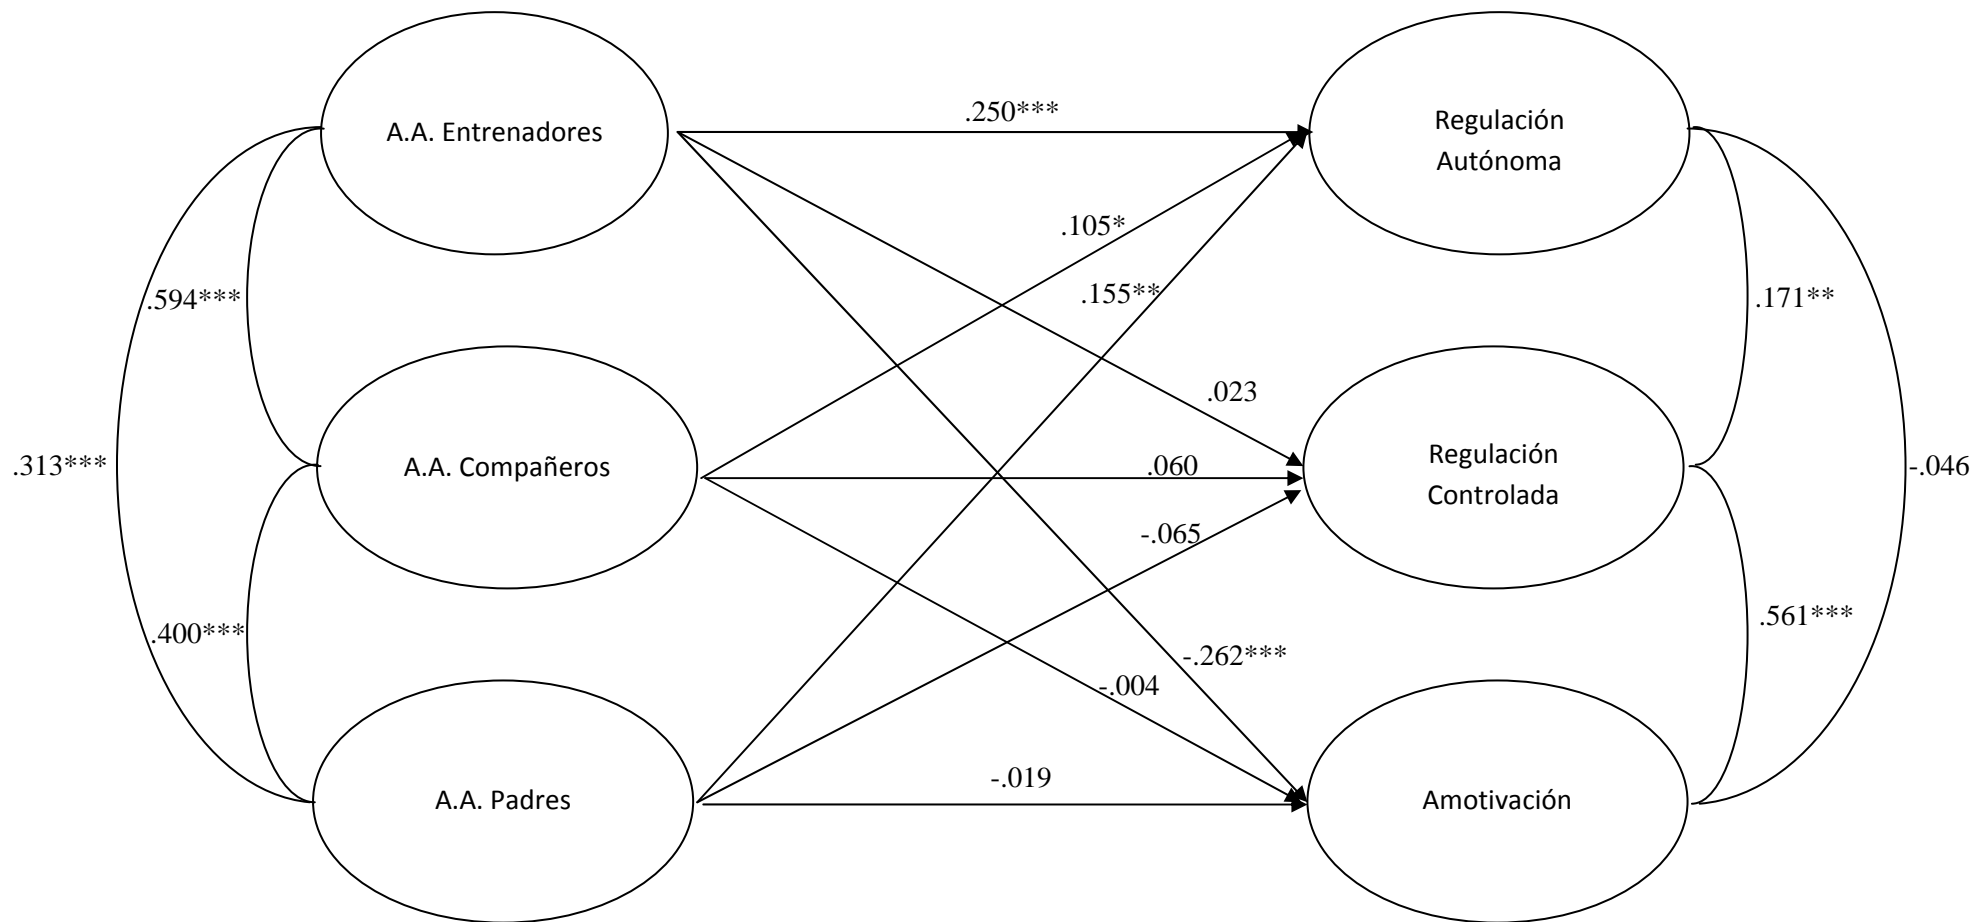 A.A. Entrenadores
.250***
Regulación
Autónoma
.105*
.155**
.594***
.171**
.023
A.A. Compañeros
.060
Regulación
Controlada
.313***
-.046
-.065
.400***
.561***
-.262***
-.004
A.A. Padres
-.019
Amotivación